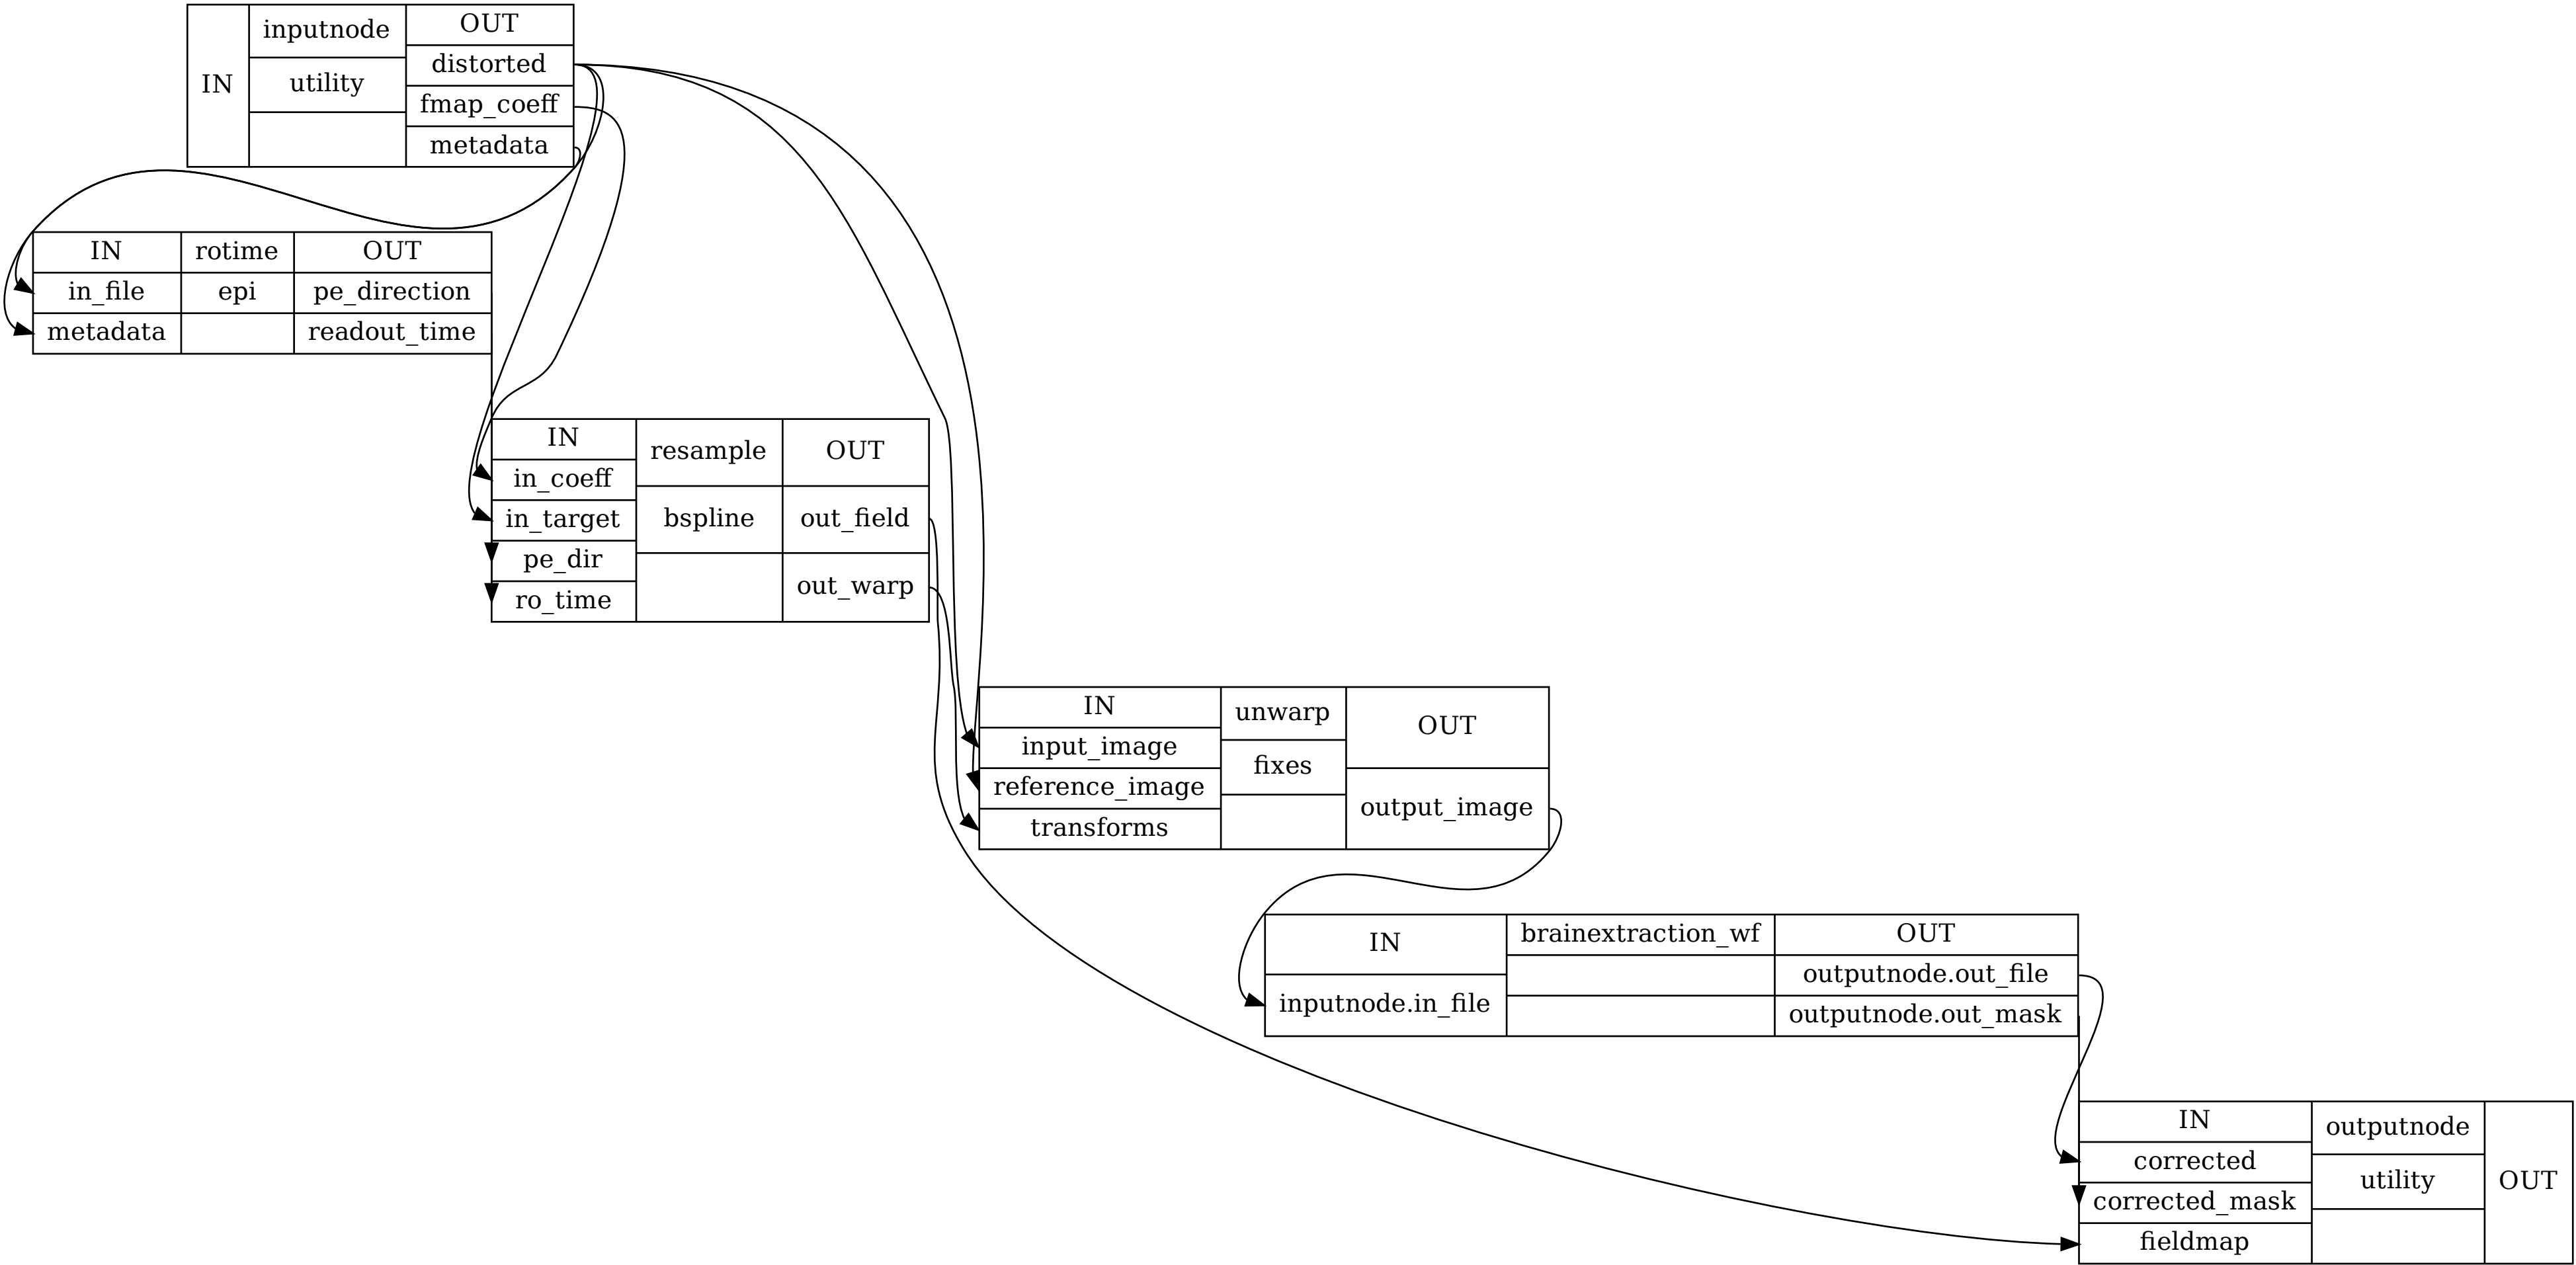 IN
inputnode
utility
OUT
distorted
fmap_coeff
metadata
IN
in_file
metadata
rotime
epi
OUT
pe_direction
readout_time
IN
in_coeff
in_target
pe_dir
ro_time
resample
bspline
OUT
out_field
out_warp
IN
input_image
reference_image
transforms
unwarp
fixes
OUT
output_image
IN
inputnode.in_file
brainextraction_wf
OUT
outputnode.out_file
outputnode.out_mask
IN
corrected
corrected_mask
fieldmap
outputnode
utility
OUT